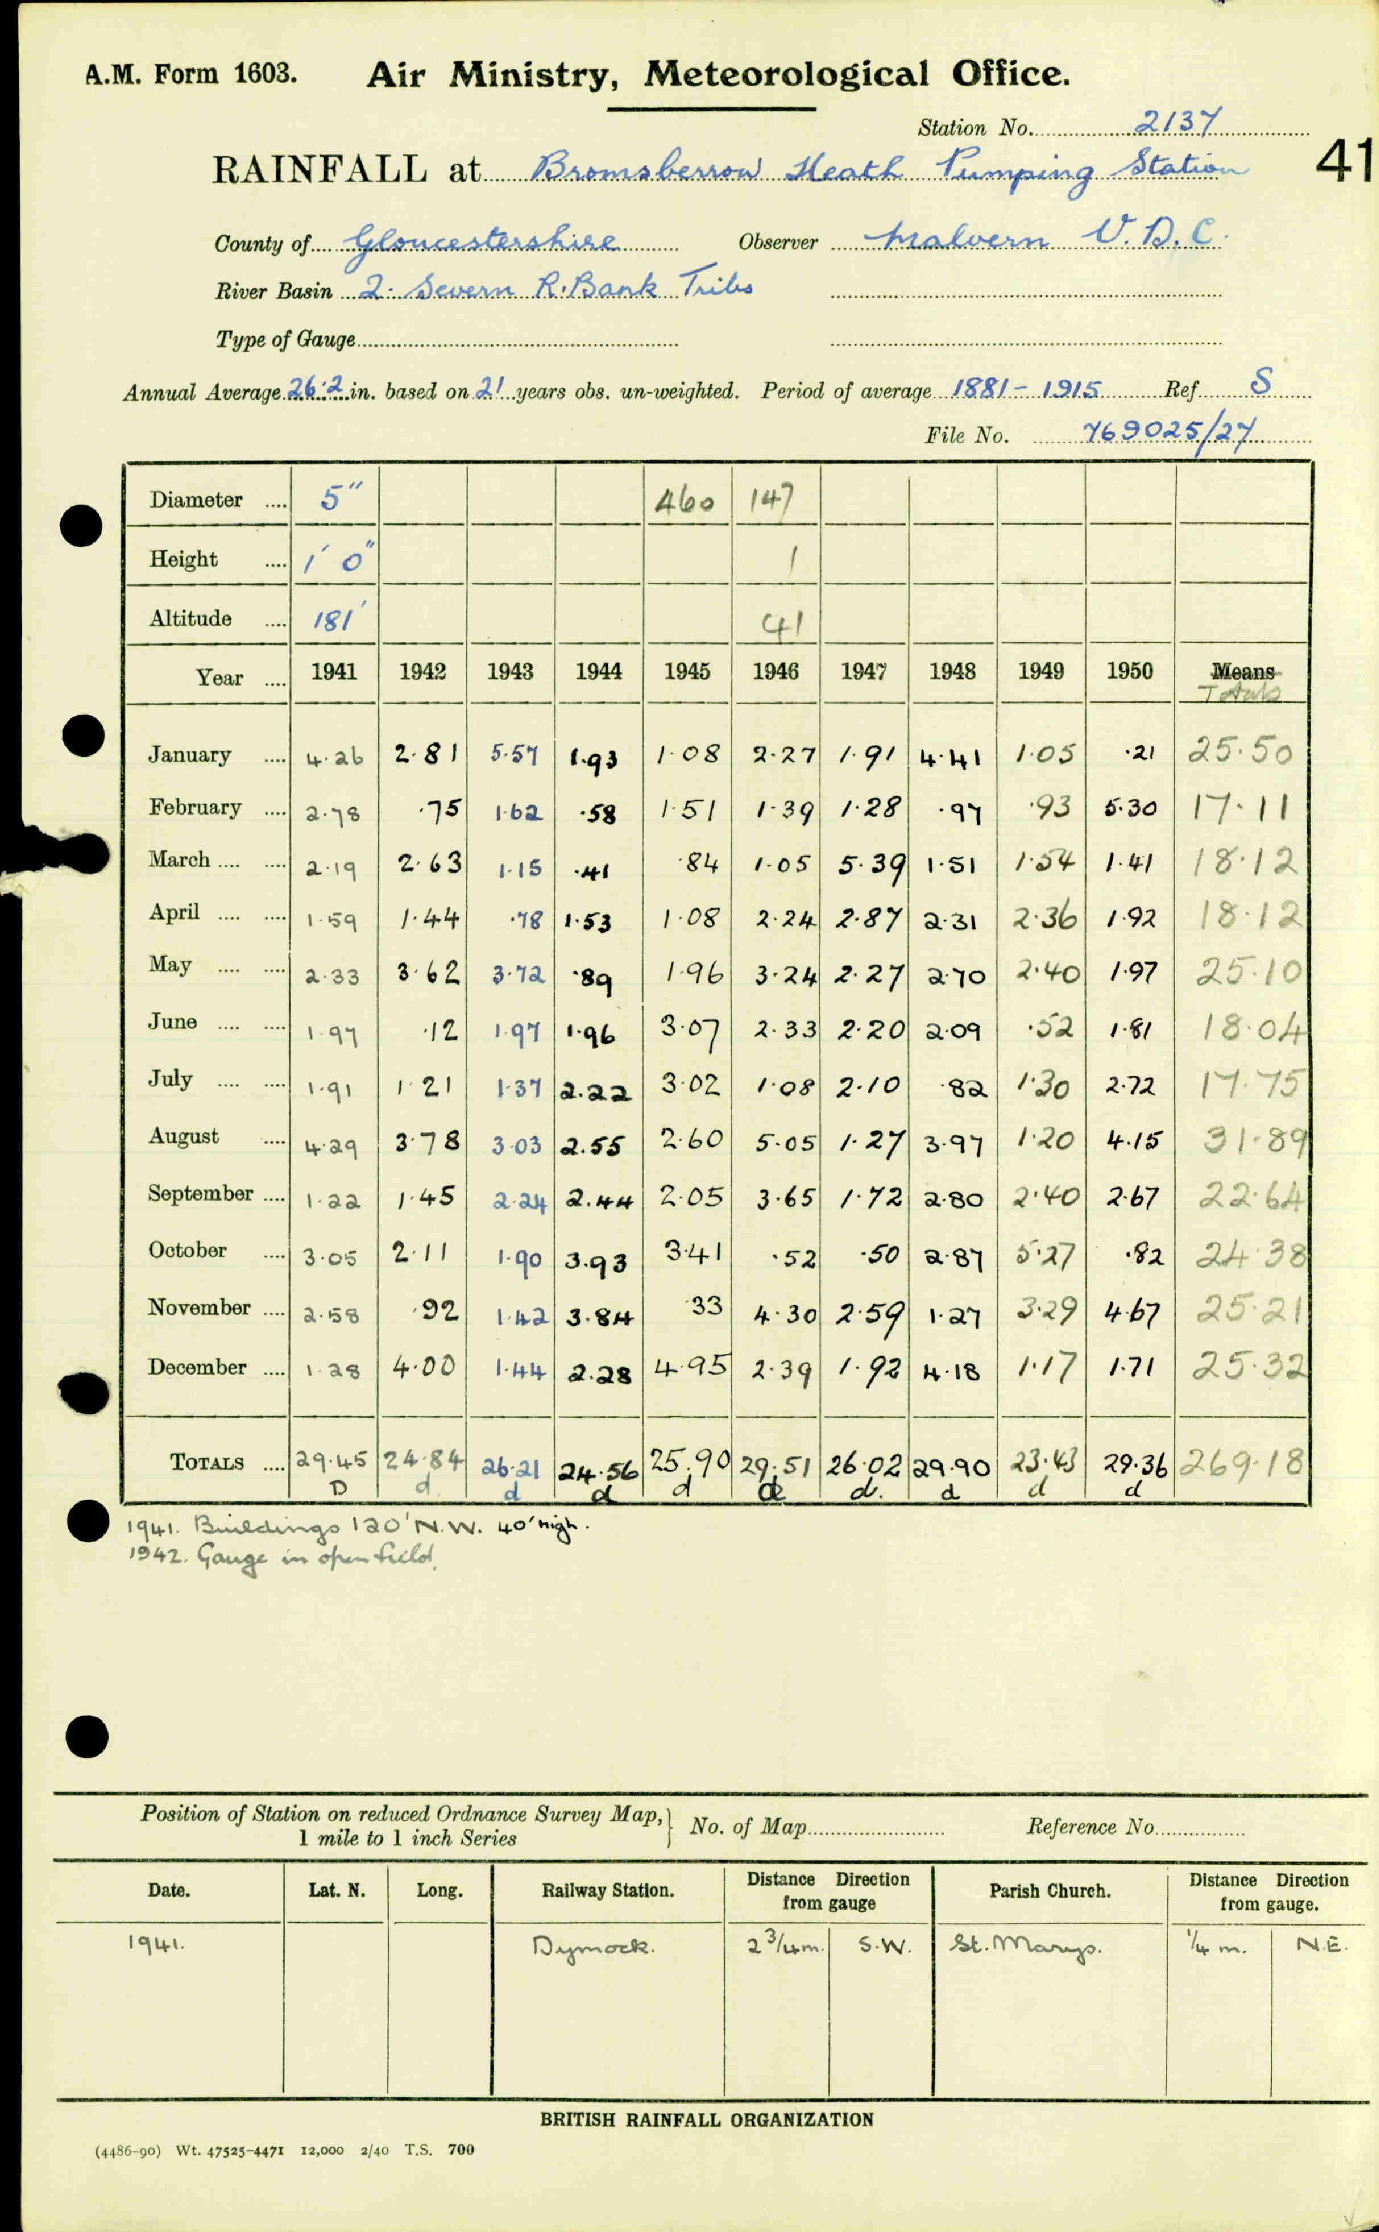 A.M. Form 1603. Air Ministry, Meteorological Office.
Station No. 2137
41
RAINFALL at Bromsberrow Heath Pumping Station
County of Gloucestershire Observer Malvern U.D.C.
River Basin 2. Severn R. Bank Tribs
Type of Gauge
Annual Average 26.2 in. based on 21 years obs. un-weighted. Period of average 1881-1915 Ref. S
File No. 769025/27
Diameter .... 5" 460 147
Height .... 1' 0" 1
Altitude .... 181' 41
Year .... 1941 1942 1943 1944 1945 1946 1947 1948 1949 1950 Means
Totals
January .... 4.26 2.81 5.57 1.93 1.08 2.27 1.91 4.41 1.05 .21 25.50
February .... 2.78 .75 1.62 .58 1.51 1.39 1.28 .97 .93 5.30 17.11
March .... .... 2.19 2.63 1.15 .41 .84 1.05 5.39 1.51 1.54 1.41 18.12
April .... .... 1.59 1.44 .78 1.53 1.08 2.24 2.87 2.31 2.36 1.92 18.12
May .... .... 2.33 3.62 3.72 .89 1.96 3.24 2.27 2.70 2.40 1.97 25.10
June .... .... 1.97 .12 1.97 1.96 3.07 2.33 2.20 2.09 .52 1.81 18.04
July .... .... 1.91 1.21 1.37 2.22 3.02 1.08 2.10 .82 1.30 2.72 17.75
August .... 4.29 3.78 3.03 2.55 2.60 5.05 1.27 3.97 1.20 4.15 31.89
September .... 1.22 1.45 2.24 2.44 2.05 3.65 1.72 2.80 2.40 2.67 22.64
October .... 3.05 2.11 1.90 3.93 3.41 .52 .50 2.87 5.27 .82 24.38
November .... 2.58 .92 1.42 3.84 .33 4.30 2.59 1.27 3.29 4.67 25.21
December .... 1.28 4.00 1.44 2.28 4.95 2.39 1.92 4.18 1.17 1.71 25.32
TOTALS .... 29.45 24.84 26.21 24.56 25.90 29.51 26.02 29.90 23.43 29.36 269.18
D d d d d d d. d d d
1941. Buildings 120' N.W. 40' high.
1942. Gauge in open field.
Position of Station on reduced Ordnance Survey Map,
1 mile to 1 inch Series
No. of Map Reference No.
Date. Lat. N. Long. Railway Station. Distance Direction from gauge Parish Church. Distance Direction from gauge.
1941. Dymock. 2 3/4 m. S.W. St. Marys. 1/4 m. N.E.
BRITISH RAINFALL ORGANIZATION
(4486-90) Wt. 47525-4471 12,000 2/40 T.S. 700